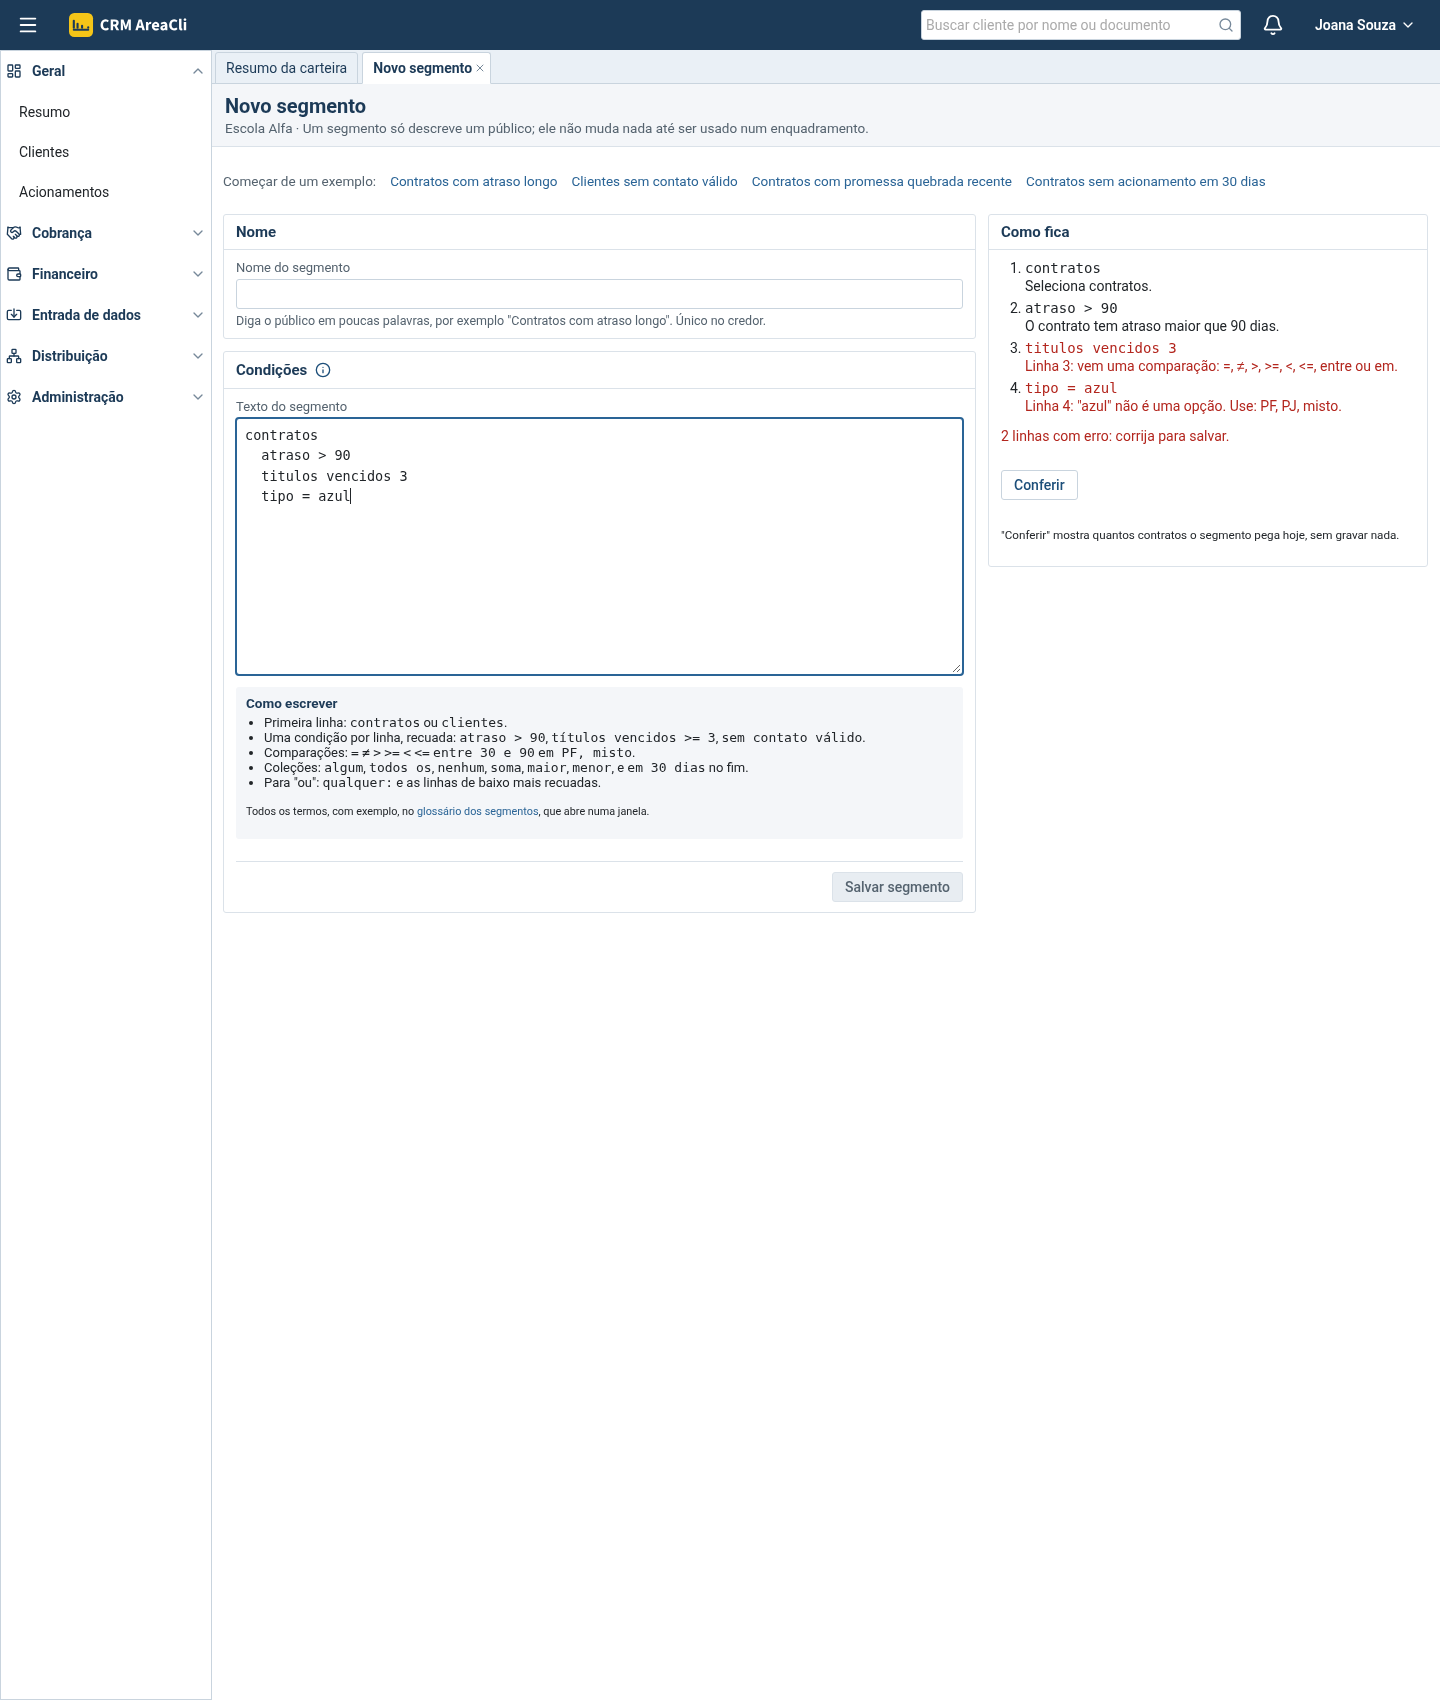 CRM AreaCli
Buscar cliente por nome ou documento
Joana Souza
Geral
Resumo
Clientes
Acionamentos
Cobrança
Financeiro
Entrada de dados
Distribuição
Administração
Resumo da carteira
Novo segmento
Novo segmento
Escola Alfa · Um segmento só descreve um público; ele não muda nada até ser usado num enquadramento.
Começar de um exemplo: Contratos com atraso longo Clientes sem contato válido Contratos com promessa quebrada recente Contratos sem acionamento em 30 dias
Nome
Nome do segmento
Diga o público em poucas palavras, por exemplo "Contratos com atraso longo". Único no credor.
Condições
Texto do segmento
contratos
atraso > 90
titulos vencidos 3
tipo = azul
Como escrever
• Primeira linha: contratos ou clientes.
• Uma condição por linha, recuada: atraso > 90, títulos vencidos >= 3, sem contato válido.
• Comparações: = ≠ > >= < <= entre 30 e 90 em PF, misto.
• Coleções: algum, todos os, nenhum, soma, maior, menor, e em 30 dias no fim.
• Para "ou": qualquer: e as linhas de baixo mais recuadas.
Todos os termos, com exemplo, no glossário dos segmentos, que abre numa janela.
Salvar segmento
Como fica
1. contratos
Seleciona contratos.
2. atraso > 90
O contrato tem atraso maior que 90 dias.
3. titulos vencidos 3
Linha 3: vem uma comparação: =, ≠, >, >=, <, <=, entre ou em.
4. tipo = azul
Linha 4: "azul" não é uma opção. Use: PF, PJ, misto.
2 linhas com erro: corrija para salvar.
Conferir
"Conferir" mostra quantos contratos o segmento pega hoje, sem gravar nada.